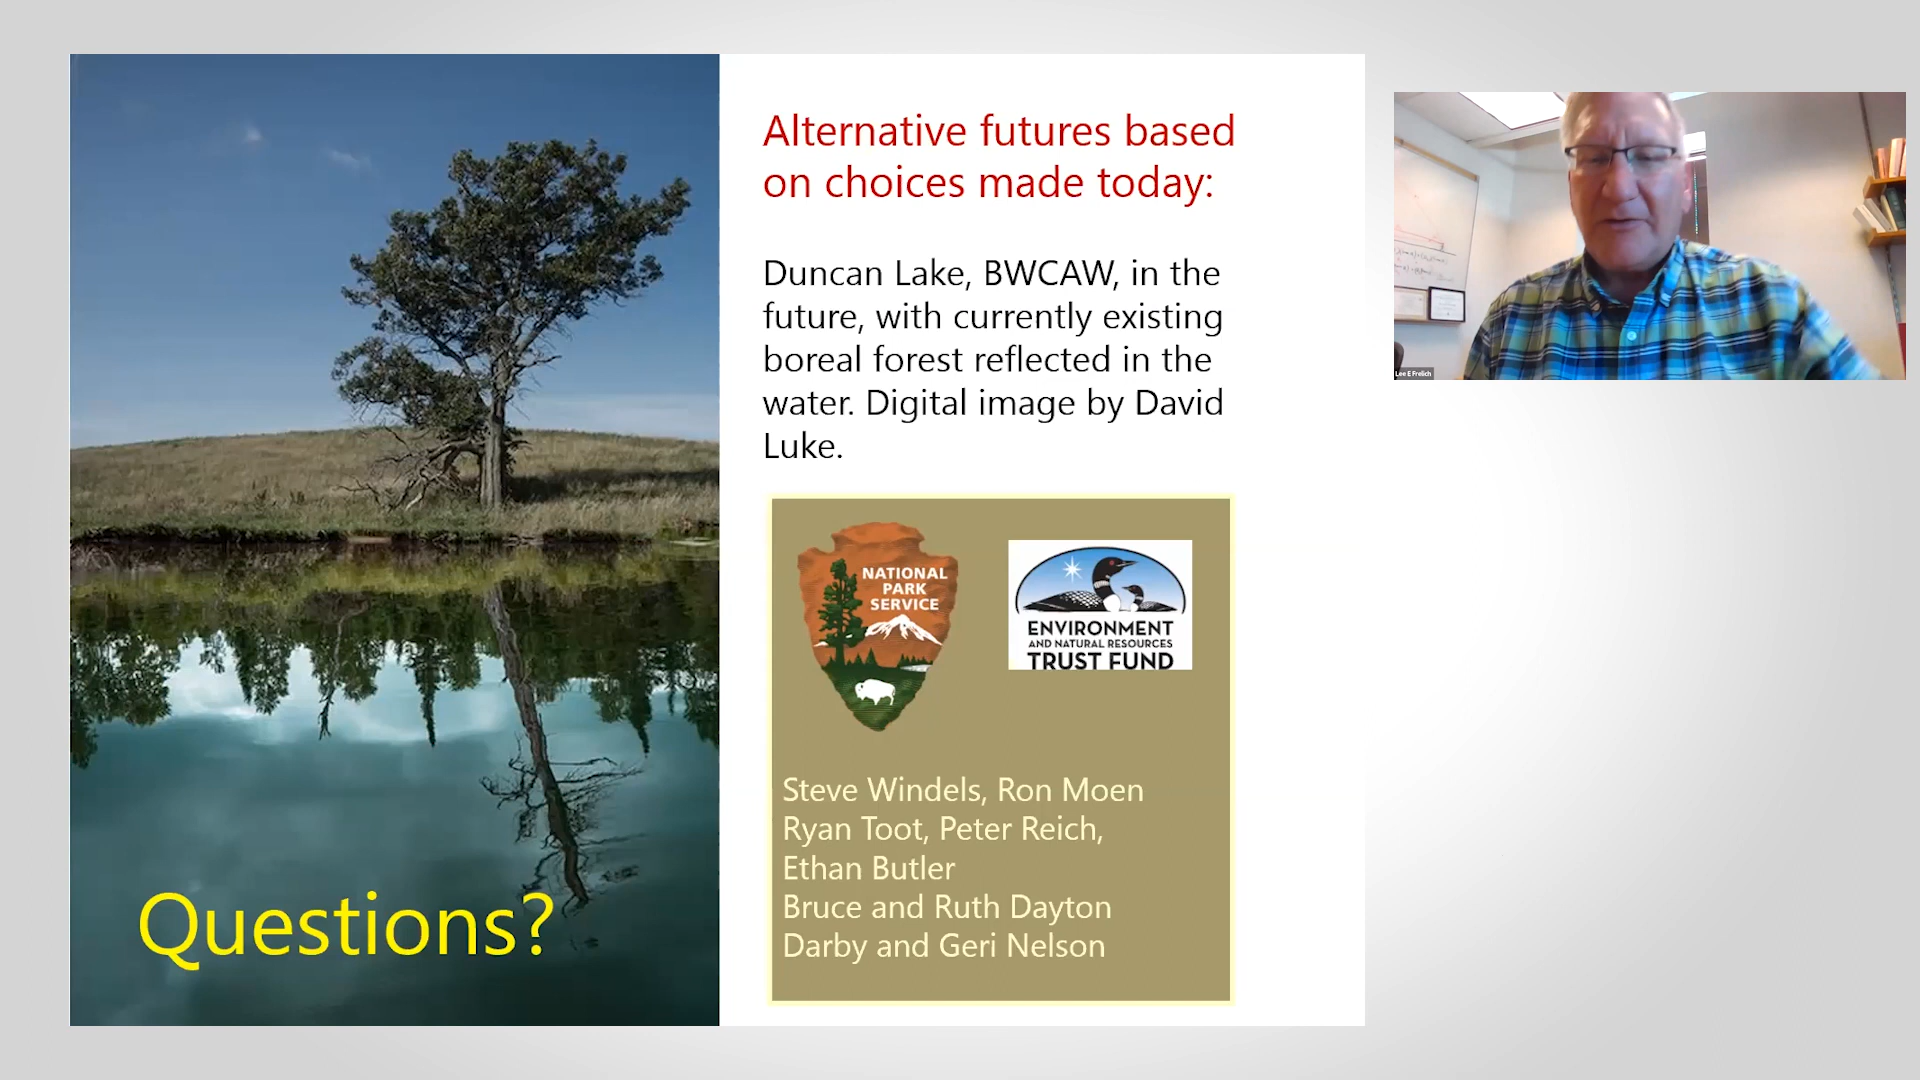 Alternative futures based
on choices made today:
Duncan Lake, BWCAW, in the
future, with currently existing
boreal forest reflected in the
water. Digital image by David
Luke.
NATIONAL
PARK
SERVICE
ENVIRONMENT
AND NATURAL RESOURCES
TRUST FUND
Steve Windels, Ron Moen
Ryan Toot, Peter Reich,
Ethan Butler
Bruce and Ruth Dayton
Darby and Geri Nelson
Questions?
Lee E Frelich